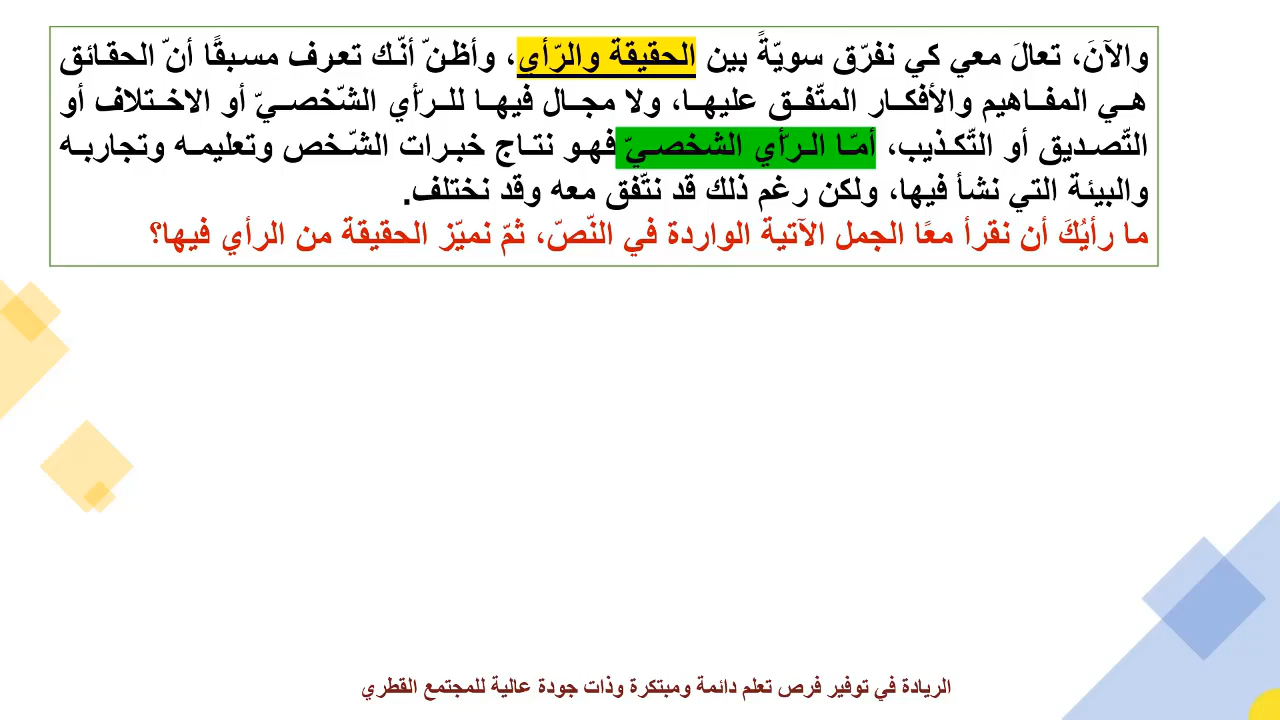 والآنَ، تعالَ معي كي نفرّق سويّةً بين الحقيقة والرّأي، وأظنّ أنّك تعرف مسبقًا أنّ الحقائق
هي المفاهيم والأفكار المتّفق عليها، ولا مجال فيها للرّأي الشّخصيّ أو الاختلاف أو
التّصديق أو التّكذيب، أمّا الرّأي الشخصيّ فهو نتاج خبرات الشّخص وتعليمه وتجاربه
والبيئة التي نشأ فيها، ولكن رغم ذلك قد نتّفق معه وقد نختلف.
ما رأيُكَ أن نقرأ معًا الجمل الآتية الواردة في النّصّ، ثمّ نميّز الحقيقة من الرأي فيها؟
الريادة في توفير فرص تعلم دائمة ومبتكرة وذات جودة عالية للمجتمع القطري